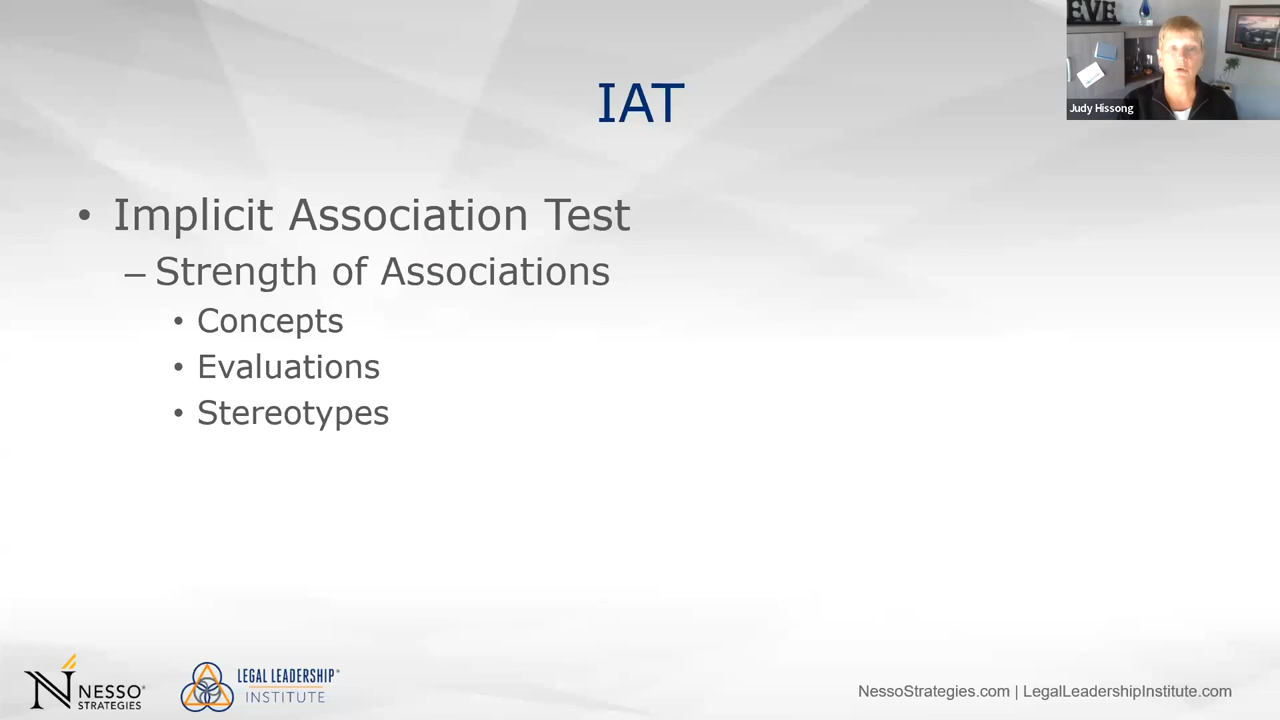 EVE
Judy Hissong
IAT
• Implicit Association Test
– Strength of Associations
• Concepts
• Evaluations
• Stereotypes
NESSO®
STRATEGIES
LEGAL LEADERSHIP®
INSTITUTE
NessoStrategies.com | LegalLeadershipInstitute.com